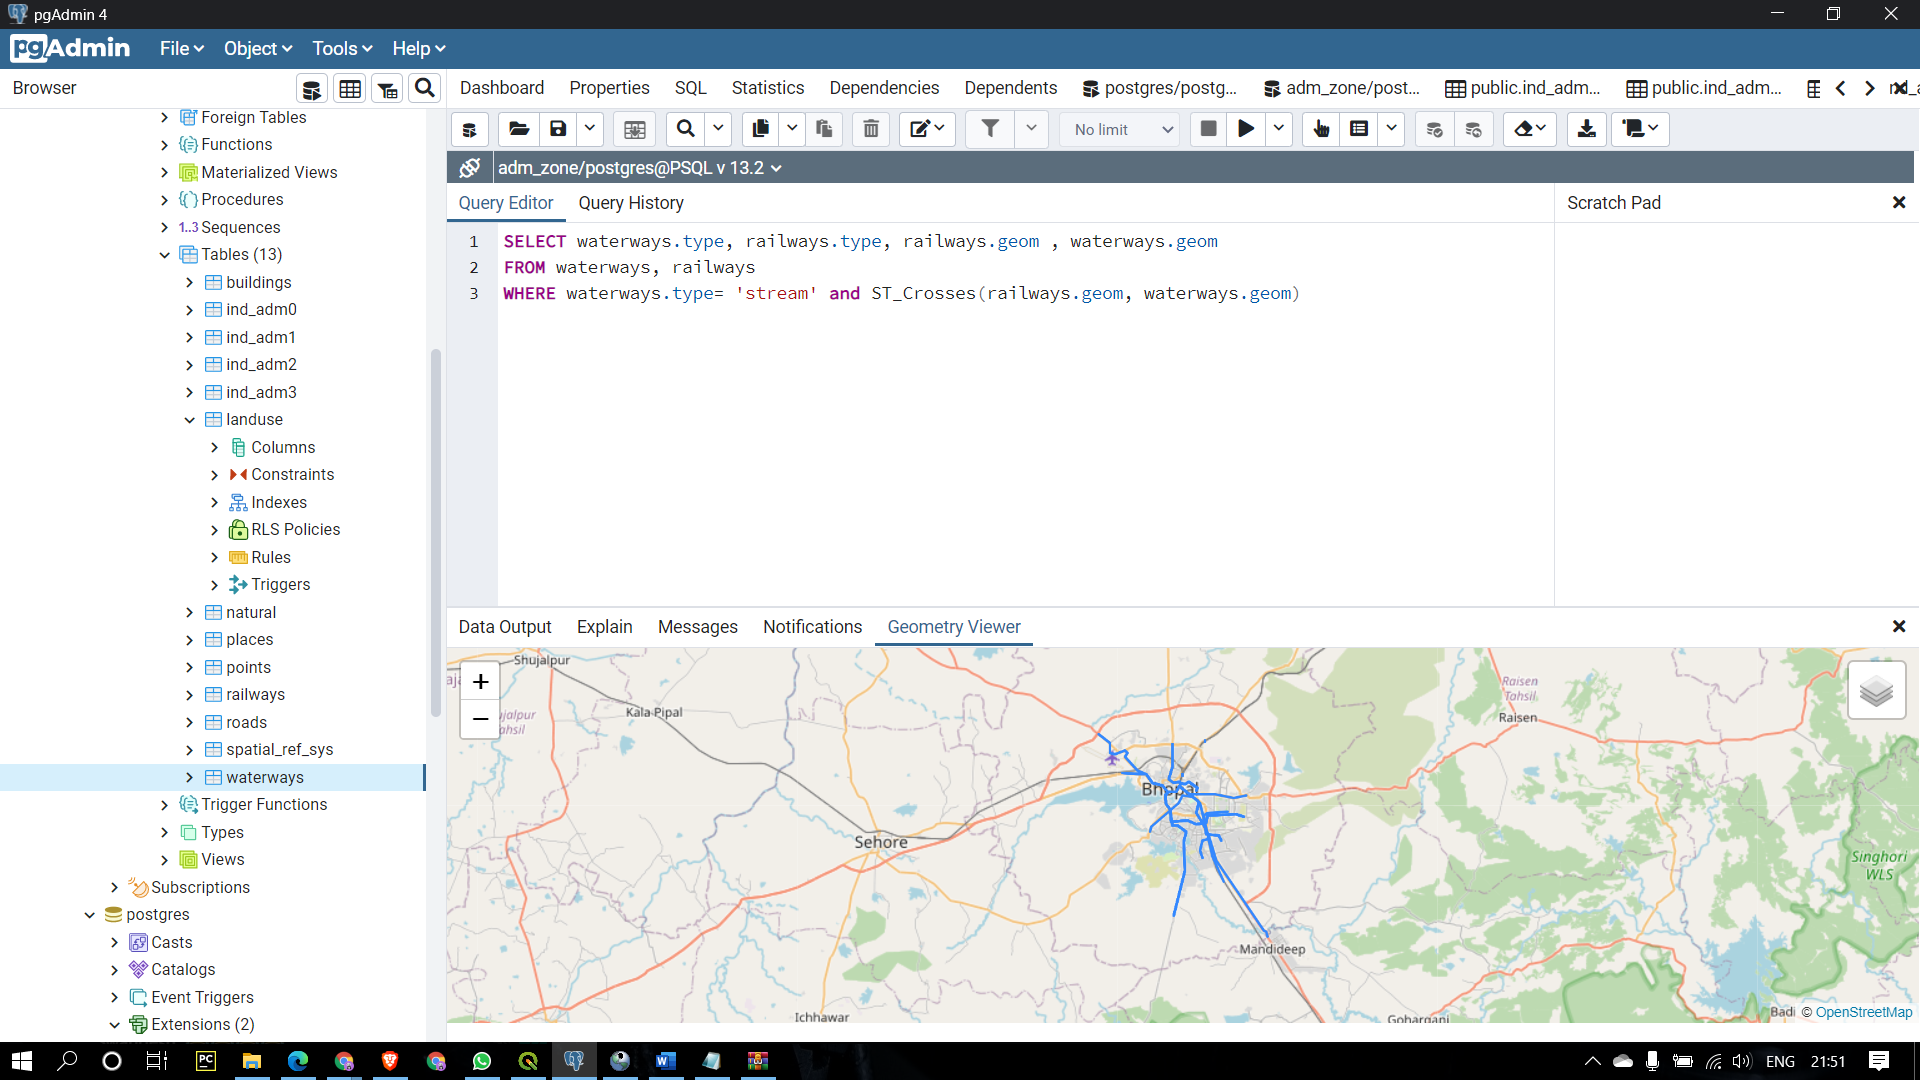 pgAdmin 4
pgAdmin File Object Tools Help
Browser
Dashboard Properties SQL Statistics Dependencies Dependents postgres/postg... adm_zone/post... public.ind_adm... public.ind_adm...
No limit
adm_zone/postgres@PSQL v 13.2
Query Editor Query History
Scratch Pad
1 SELECT waterways.type, railways.type, railways.geom , waterways.geom
2 FROM waterways, railways
3 WHERE waterways.type= 'stream' and ST_Crosses(railways.geom, waterways.geom)
Foreign Tables
Functions
Materialized Views
Procedures
1..3 Sequences
Tables (13)
buildings
ind_adm0
ind_adm1
ind_adm2
ind_adm3
landuse
Columns
Constraints
Indexes
RLS Policies
Rules
Triggers
natural
places
points
railways
roads
spatial_ref_sys
waterways
Trigger Functions
Types
Views
Subscriptions
postgres
Casts
Catalogs
Event Triggers
Extensions (2)
Data Output Explain Messages Notifications Geometry Viewer
+
−
Shujalpur
Kala Pipal
Sehore
Ichhawar
Bhopal
Mandideep
Raisen
Tahsil
Raisen
Singhori
WLS
Goharganj
Badi © OpenStreetMap
PC
W
ENG 21:51